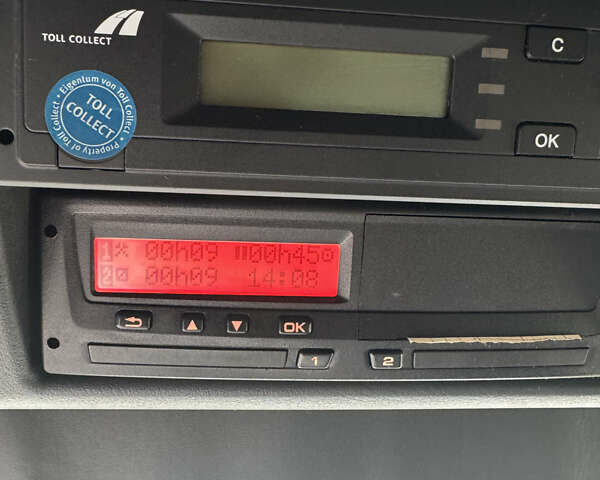 TOLL COLLECT
C
• Eigentum von Toll Collect • Property of Toll Collect
TOLL
COLLECT
OK
1 00h09 00h45
2 00h09 14:08
OK
1
2